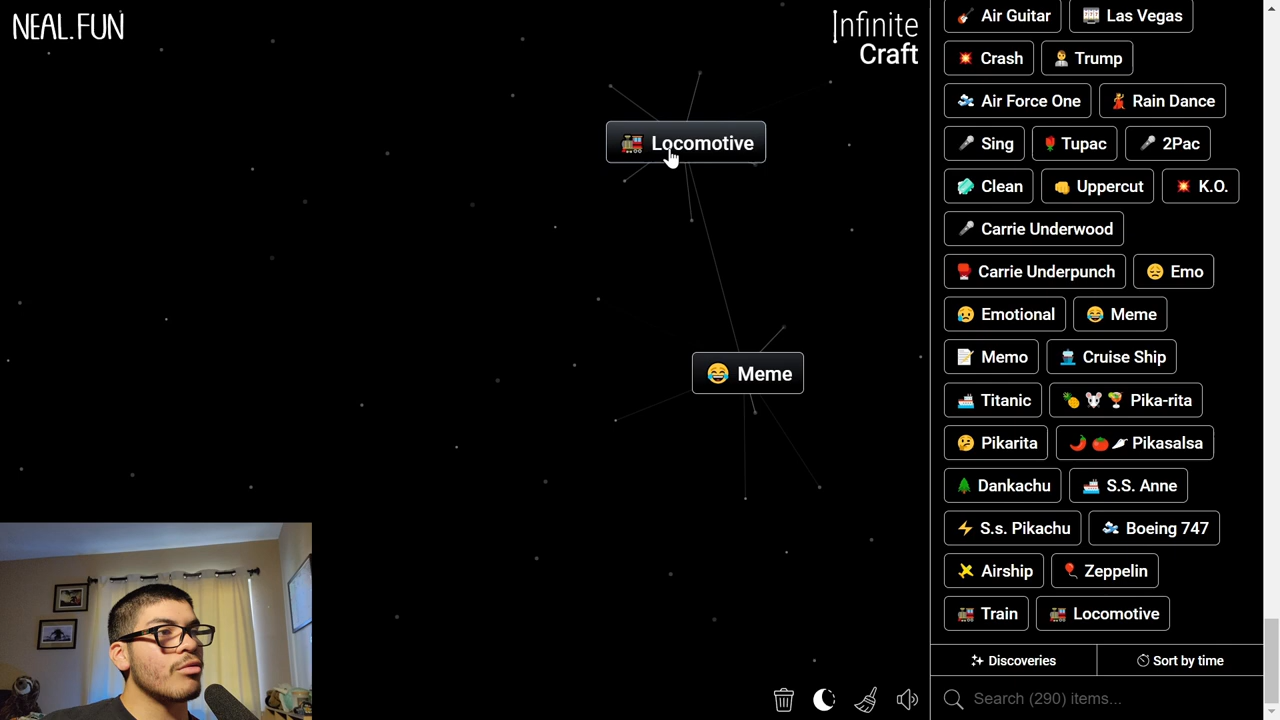 NEAL.FUN
Infinite
Craft
Locomotive
Meme
Air Guitar Las Vegas
Crash Trump
Air Force One Rain Dance
Sing Tupac 2Pac
Clean Uppercut K.O.
Carrie Underwood
Carrie Underpunch Emo
Emotional Meme
Memo Cruise Ship
Titanic Pika-rita
Pikarita Pikasalsa
Dankachu S.S. Anne
S.s. Pikachu Boeing 747
Airship Zeppelin
Train Locomotive
Discoveries Sort by time
Search (290) items...